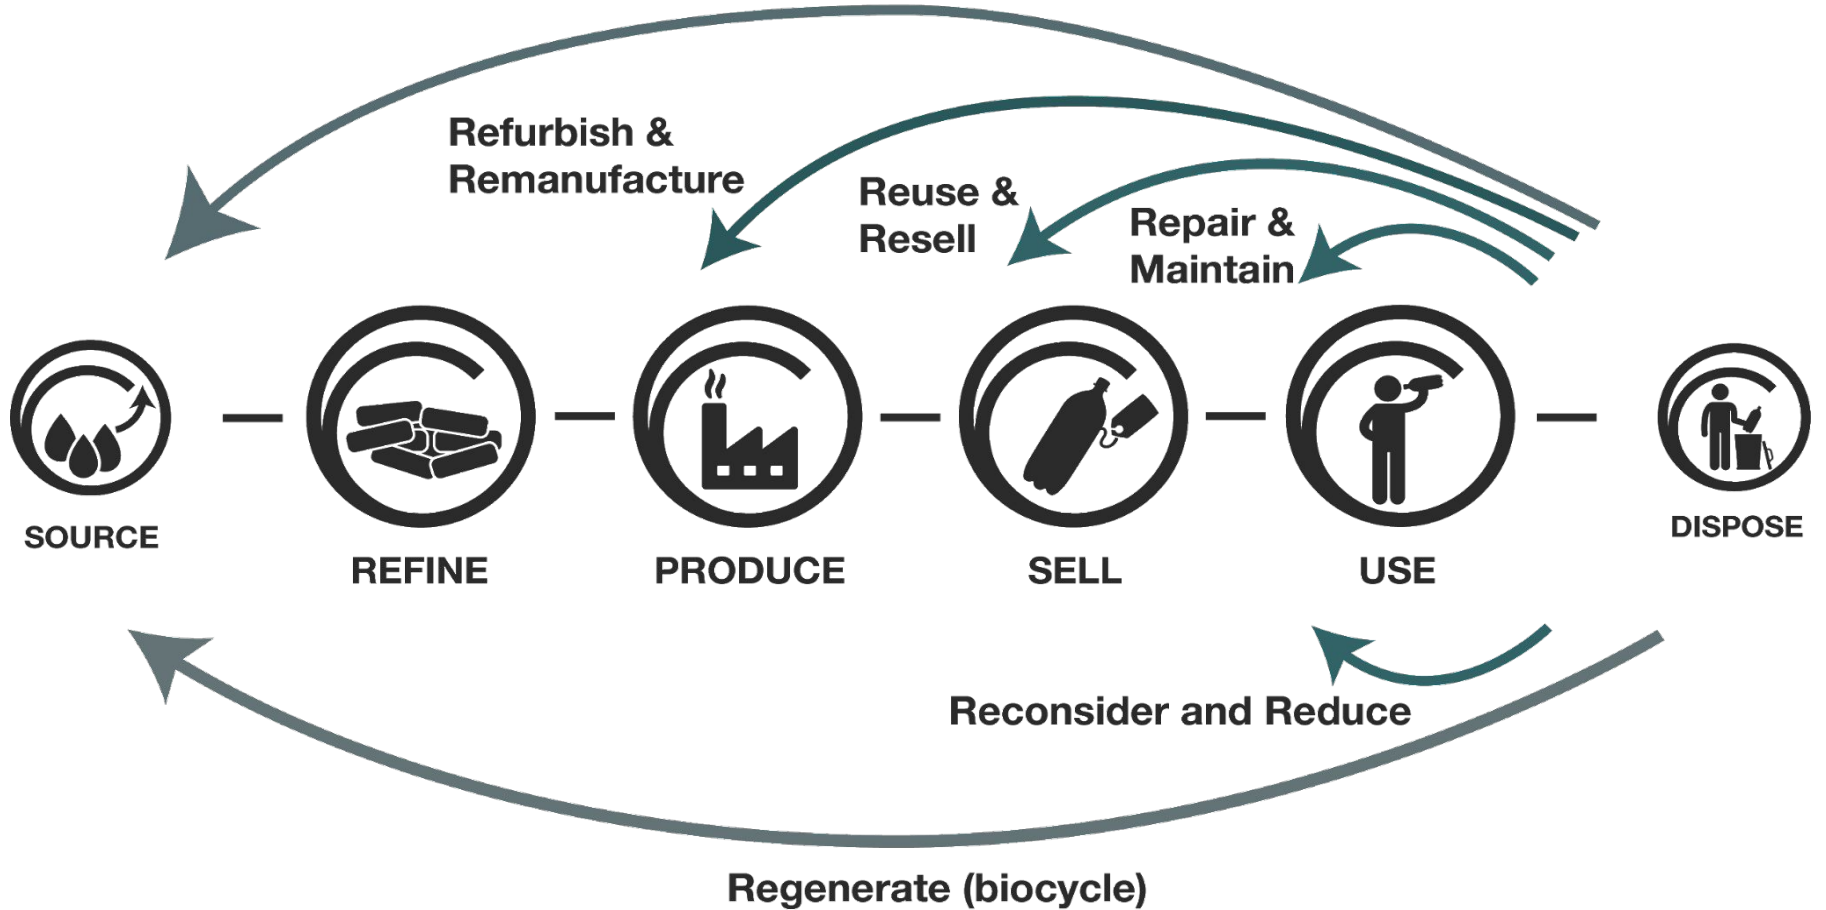 Refurbish &
Remanufacture
Reuse &
Resell
Repair &
Maintain
SOURCE
REFINE
PRODUCE
SELL
USE
DISPOSE
Reconsider and Reduce
Regenerate (biocycle)